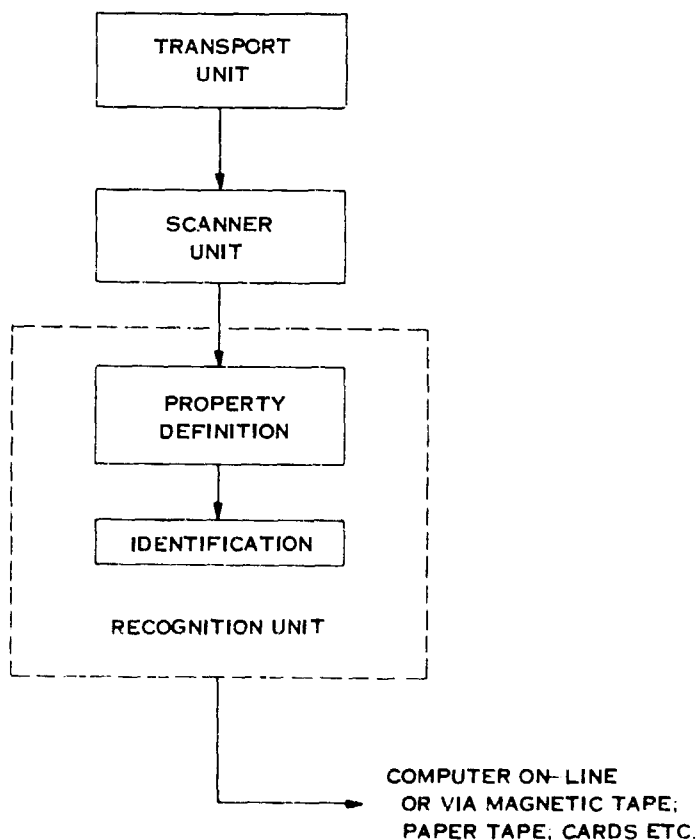 TRANSPORT
UNIT
SCANNER
UNIT
PROPERTY
DEFINITION
IDENTIFICATION
RECOGNITION UNIT
COMPUTER ON-LINE
OR VIA MAGNETIC TAPE;
PAPER TAPE; CARDS ETC.